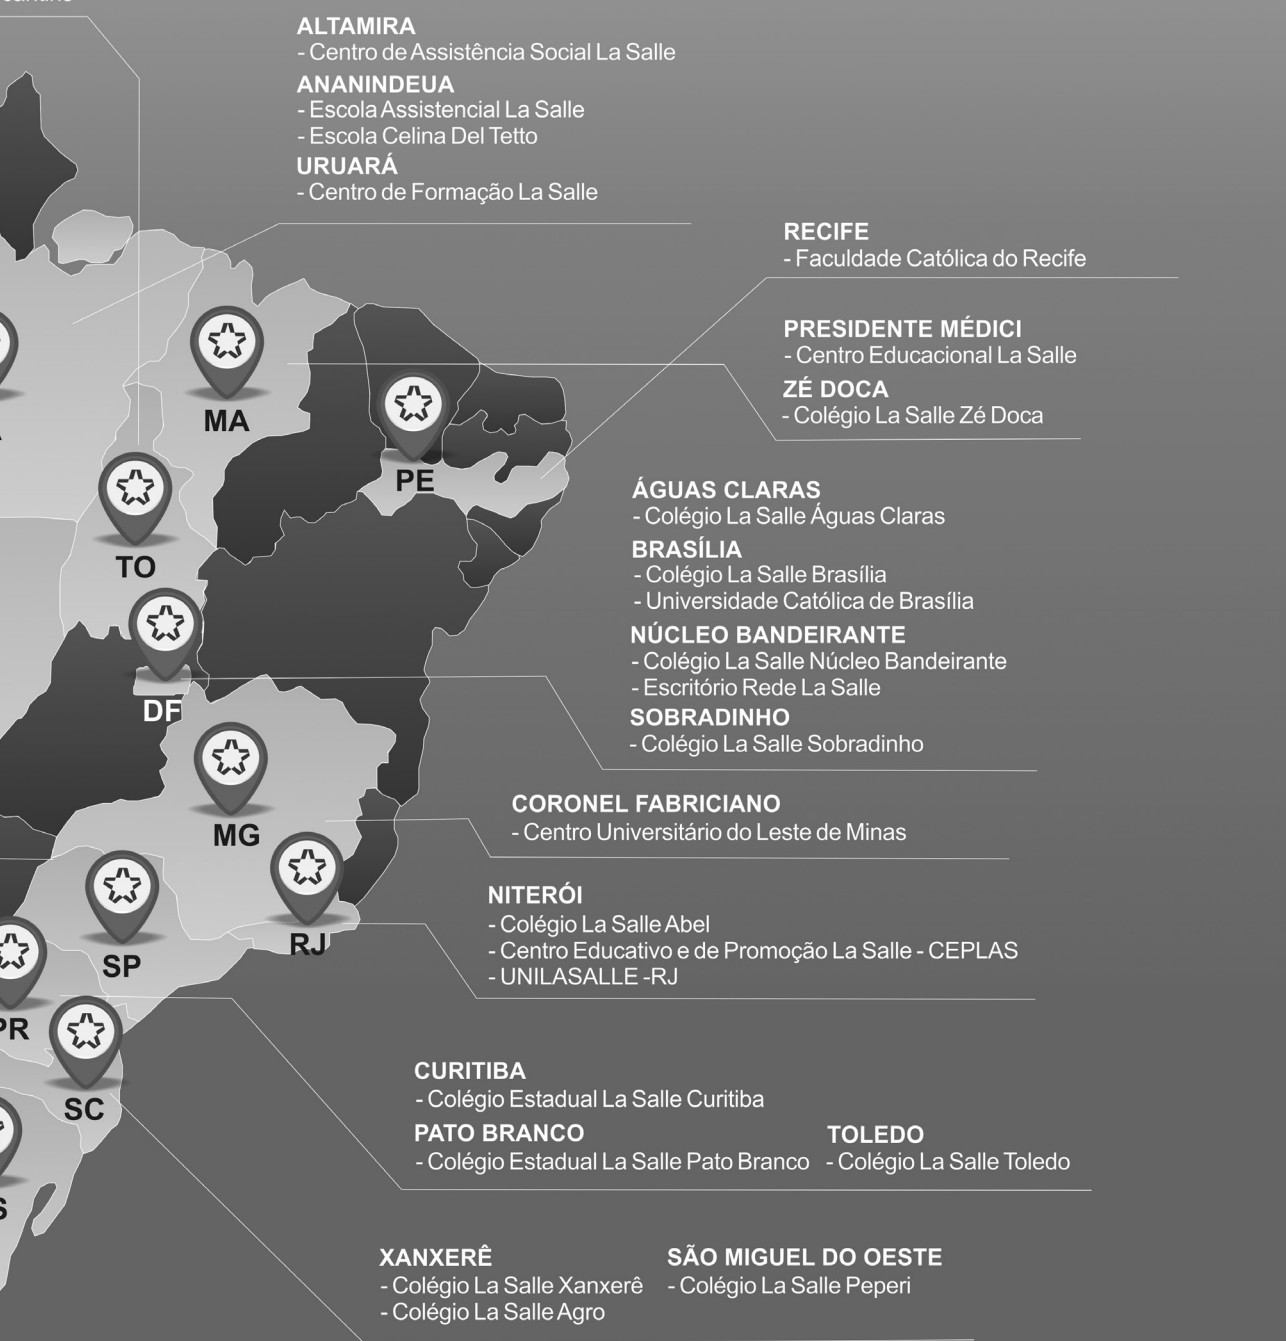 ALTAMIRA
- Centro de Assistência Social La Salle
ANANINDEUA
- Escola Assistencial La Salle
- Escola Celina Del Tetto
URUARÁ
- Centro de Formação La Salle
RECIFE
- Faculdade Católica do Recife
PRESIDENTE MÉDICI
- Centro Educacional La Salle
ZÉ DOCA
- Colégio La Salle Zé Doca
MA
PE
TO
DF
ÁGUAS CLARAS
- Colégio La Salle Águas Claras
BRASÍLIA
- Colégio La Salle Brasília
- Universidade Católica de Brasília
NÚCLEO BANDEIRANTE
- Colégio La Salle Núcleo Bandeirante
- Escritório Rede La Salle
SOBRADINHO
- Colégio La Salle Sobradinho
MG
CORONEL FABRICIANO
- Centro Universitário do Leste de Minas
RJ
SP
NITERÓI
- Colégio La Salle Abel
- Centro Educativo e de Promoção La Salle - CEPLAS
- UNILASALLE -RJ
PR
SC
CURITIBA
- Colégio Estadual La Salle Curitiba
PATO BRANCO
- Colégio Estadual La Salle Pato Branco
TOLEDO
- Colégio La Salle Toledo
S
XANXERÊ
- Colégio La Salle Xanxerê
- Colégio La Salle Agro
SÃO MIGUEL DO OESTE
- Colégio La Salle Peperi